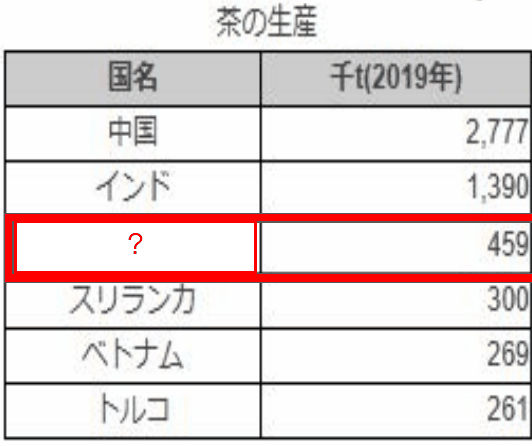 茶の生産
国名 千t(2019年)
中国 2,777
インド 1,390
? 459
スリランカ 300
ベトナム 269
トルコ 261